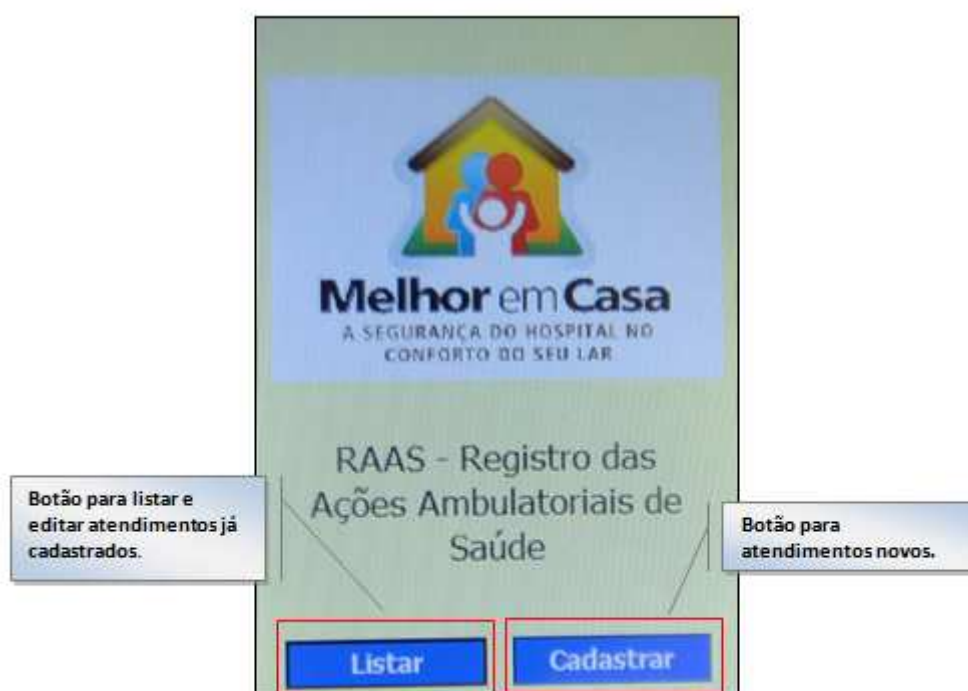 Melhor em Casa
A SEGURANÇA DO HOSPITAL NO
CONFORTO DO SEU LAR
RAAS - Registro das
Ações Ambulatoriais de
Saúde
Botão para listar e
editar atendimentos já
cadastrados.
Botão para
atendimentos novos.
Listar
Cadastrar